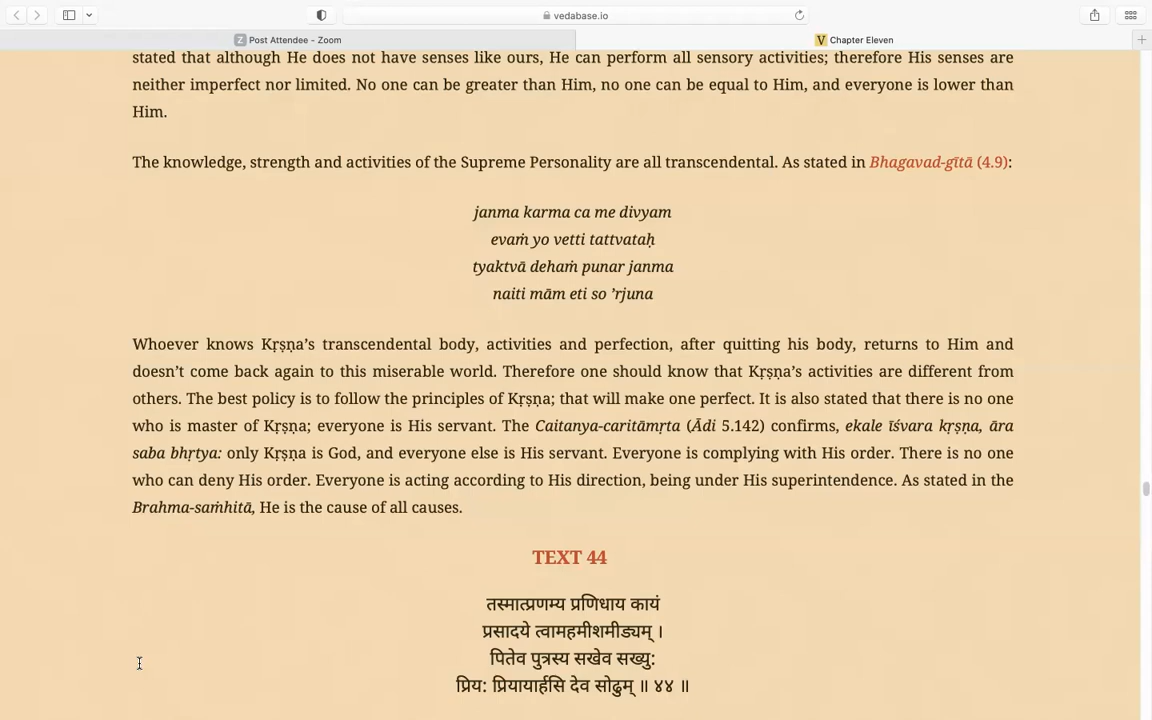 vedabase.io
Z Post Attendee - Zoom
V Chapter Eleven
stated that although He does not have senses like ours, He can perform all sensory activities; therefore His senses are
neither imperfect nor limited. No one can be greater than Him, no one can be equal to Him, and everyone is lower than
Him.
The knowledge, strength and activities of the Supreme Personality are all transcendental. As stated in Bhagavad-gītā (4.9):
janma karma ca me divyam
evaṁ yo vetti tattvataḥ
tyaktvā dehaṁ punar janma
naiti mām eti so ’rjuna
Whoever knows Kṛṣṇa’s transcendental body, activities and perfection, after quitting his body, returns to Him and
doesn’t come back again to this miserable world. Therefore one should know that Kṛṣṇa’s activities are different from
others. The best policy is to follow the principles of Kṛṣṇa; that will make one perfect. It is also stated that there is no one
who is master of Kṛṣṇa; everyone is His servant. The Caitanya-caritāmṛta (Ādi 5.142) confirms, ekale īśvara kṛṣṇa, āra
saba bhṛtya: only Kṛṣṇa is God, and everyone else is His servant. Everyone is complying with His order. There is no one
who can deny His order. Everyone is acting according to His direction, being under His superintendence. As stated in the
Brahma-saṁhitā, He is the cause of all causes.
TEXT 44
तस्मात्प्रणम्य प्रणिधाय कायं
प्रसादये त्वामहमीशमीड्यम् ।
पितेव पुत्रस्य सखेव सख्यु:
प्रिय: प्रियायार्हसि देव सोढुम् ॥ ४४ ॥